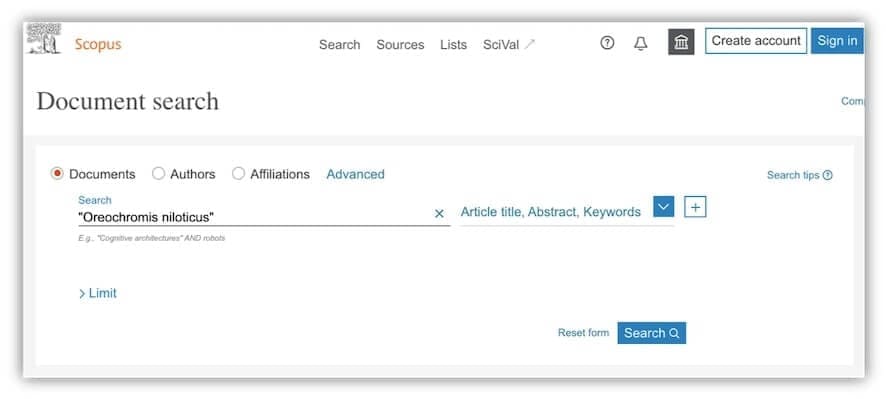 Scopus
Search Sources Lists SciVal
Create account
Sign in
Document search
Com
Documents Authors Affiliations Advanced
Search tips
Search
"Oreochromis niloticus"
Article title, Abstract, Keywords
E.g., "Cognitive architectures" AND robots
Limit
Reset form
Search